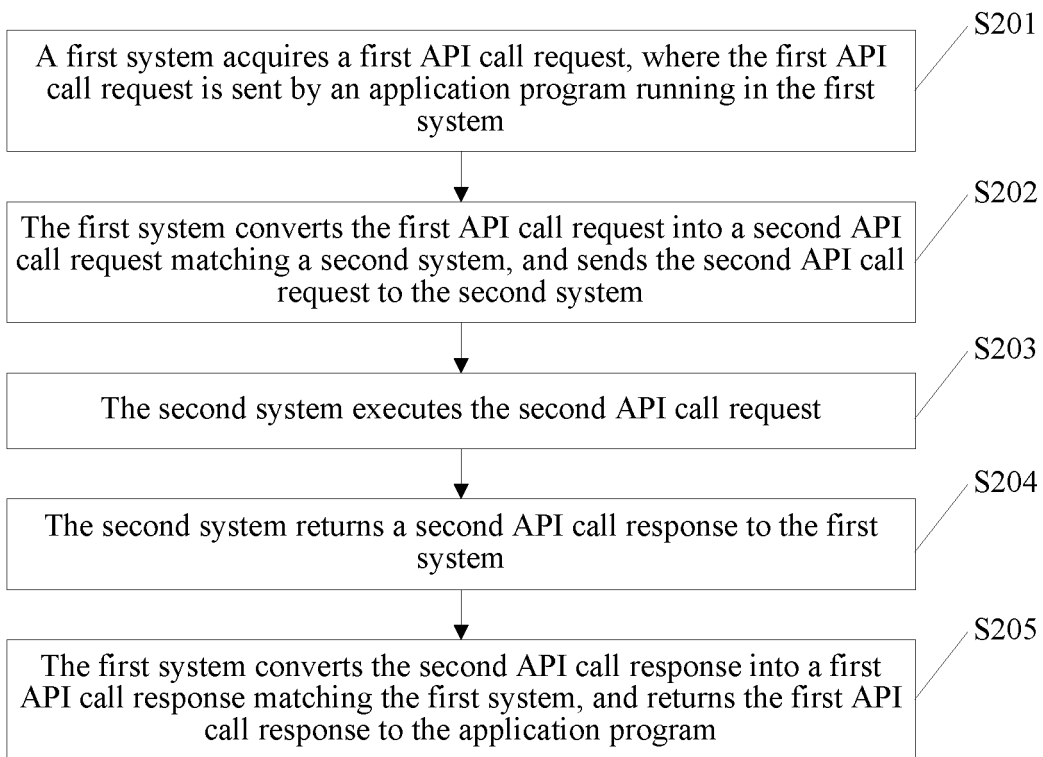 S201
A first system acquires a first API call request, where the first API
call request is sent by an application program running in the first
system
S202
The first system converts the first API call request into a second API
call request matching a second system, and sends the second API call
request to the second system
S203
The second system executes the second API call request
S204
The second system returns a second API call response to the first
system
S205
The first system converts the second API call response into a first
API call response matching the first system, and returns the first API
call response to the application program